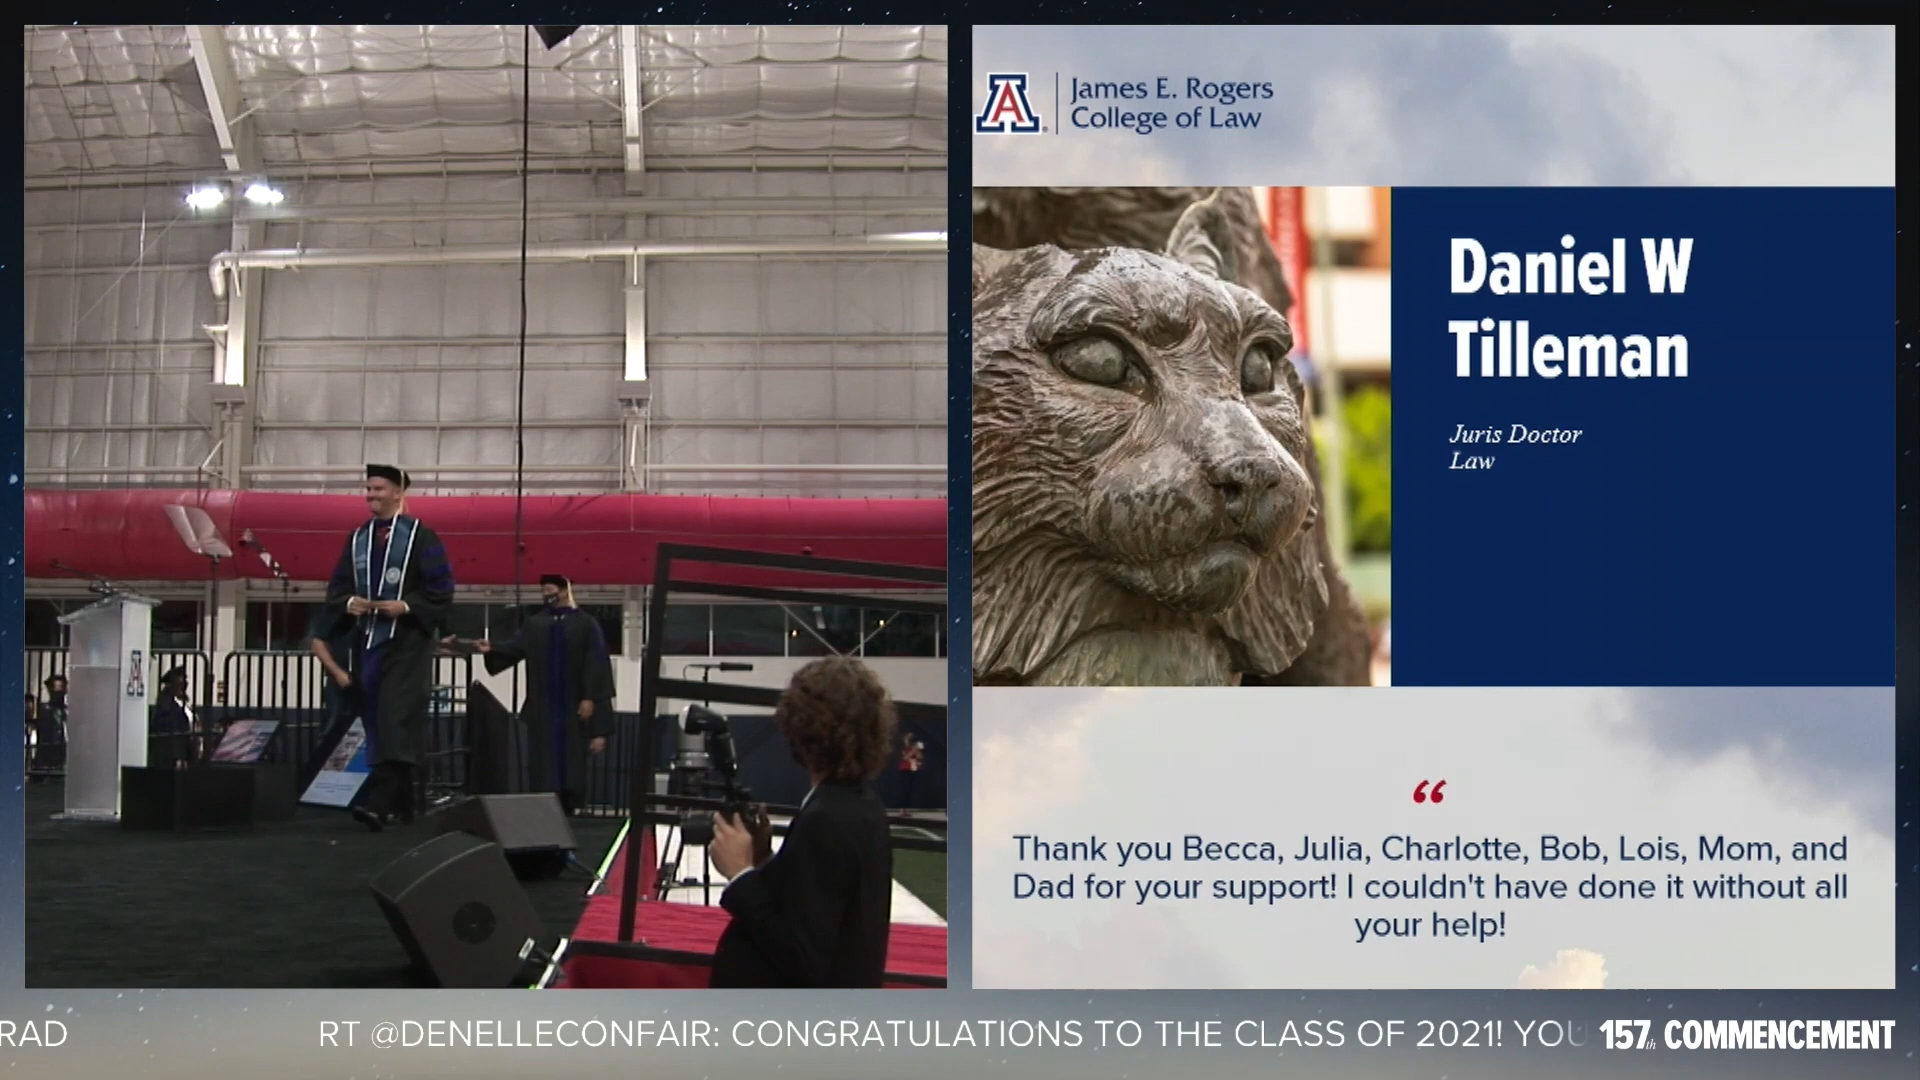 James E. Rogers
College of Law
Daniel W
Tilleman
Juris Doctor
Law
“
Thank you Becca, Julia, Charlotte, Bob, Lois, Mom, and
Dad for your support! I couldn't have done it without all
your help!
RAD RT @DENELLECONFAIR: CONGRATULATIONS TO THE CLASS OF 2021! YOU
157th COMMENCEMENT